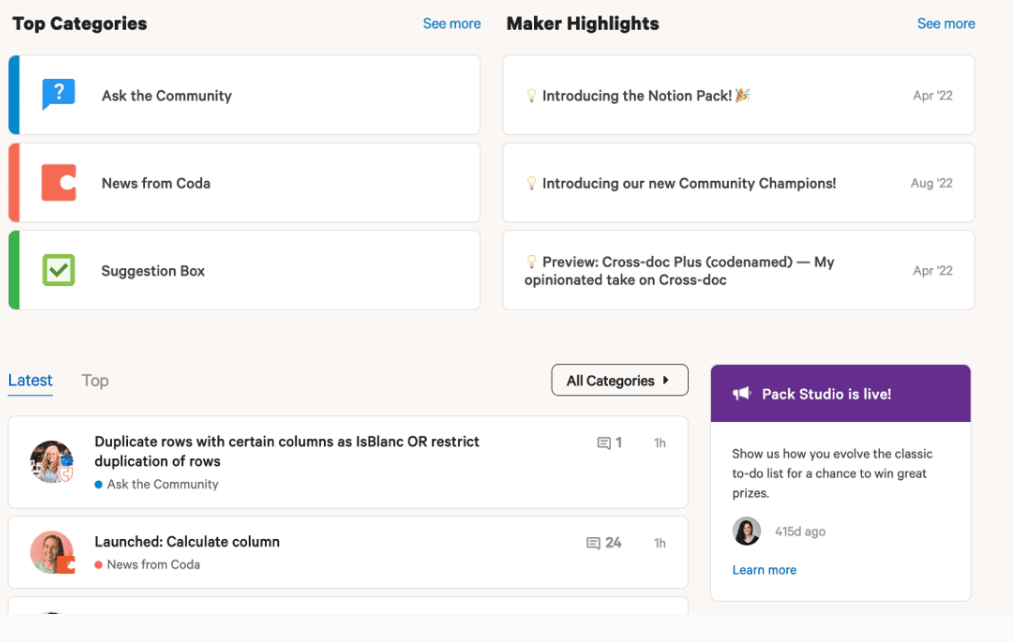 Top Categories
See more
Ask the Community
News from Coda
Suggestion Box
Maker Highlights
See more
💡 Introducing the Notion Pack! 🎉
Apr '22
💡 Introducing our new Community Champions!
Aug '22
💡 Preview: Cross-doc Plus (codenamed) — My
opinionated take on Cross-doc
Apr '22
Latest
Top
All Categories
Duplicate rows with certain columns as IsBlanc OR restrict
duplication of rows
Ask the Community
1
1h
Launched: Calculate column
News from Coda
24
1h
Pack Studio is live!
Show us how you evolve the classic
to-do list for a chance to win great
prizes.
415d ago
Learn more